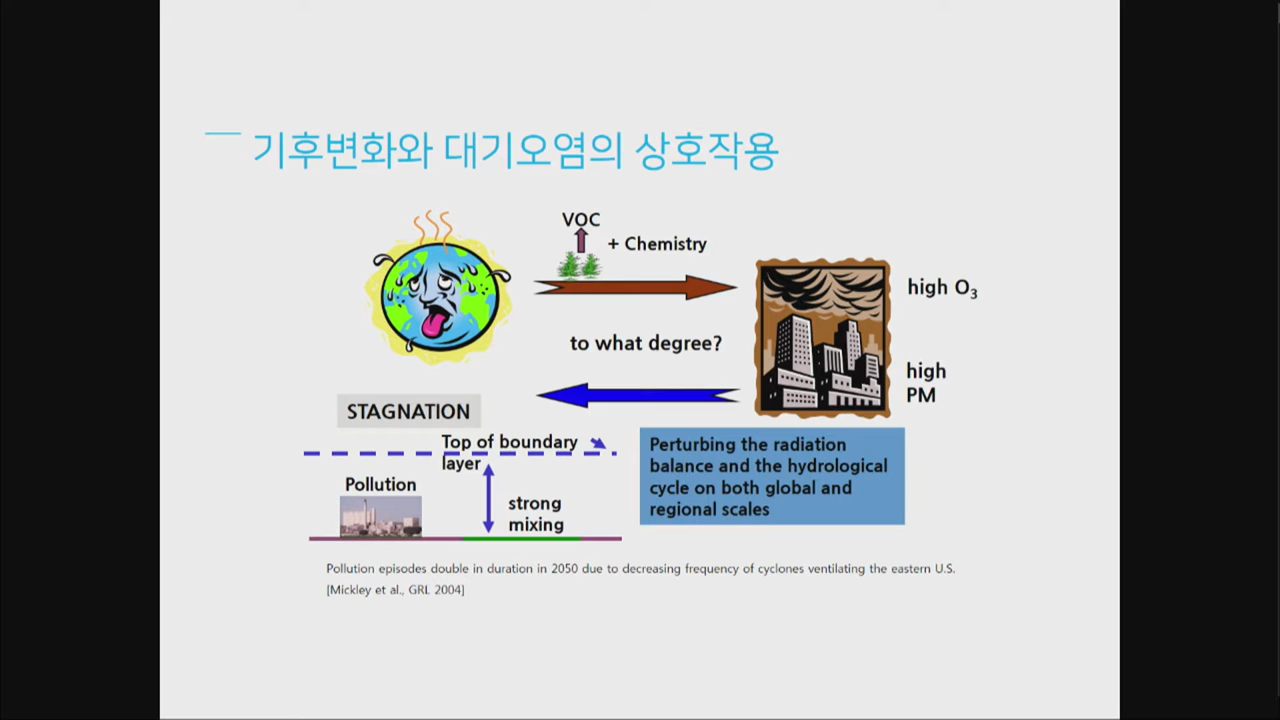 기후변화와 대기오염의 상호작용
VOC
+ Chemistry
high O₃
to what degree?
high
PM
STAGNATION
Top of boundary
layer
Pollution
strong
mixing
Perturbing the radiation
balance and the hydrological
cycle on both global and
regional scales
Pollution episodes double in duration in 2050 due to decreasing frequency of cyclones ventilating the eastern U.S.
[Mickley et al., GRL 2004]